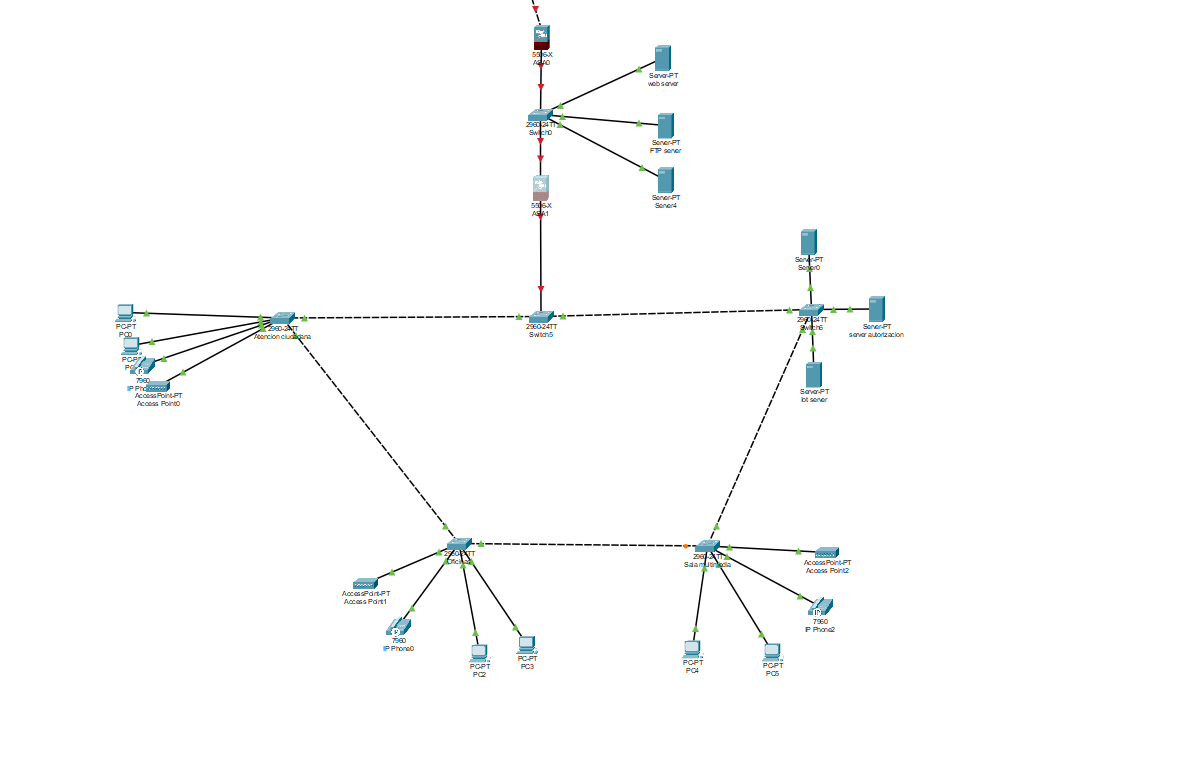 5506-X
ASA0
Server-PT
web server
2960-24TT
Switch0
Server-PT
FTP server
Server-PT
Server4
5506-X
ASA1
Server-PT
Server0
2960-24TT
Switch6
Server-PT
server autorizacion
Server-PT
Iot server
2960-24TT
Switch5
2960-24TT
Atencion ciudadana
PC-PT
PC0
PC-PT
7960
IP
AccessPoint-PT
Access Point0
2960-24TT
Oficinas
AccessPoint-PT
Access Point1
IP
7960
IP Phone0
PC-PT
PC2
PC-PT
PC3
2960-24TT
Sala multimedia
AccessPoint-PT
Access Point2
IP
7960
IP Phone2
PC-PT
PC4
PC-PT
PC5